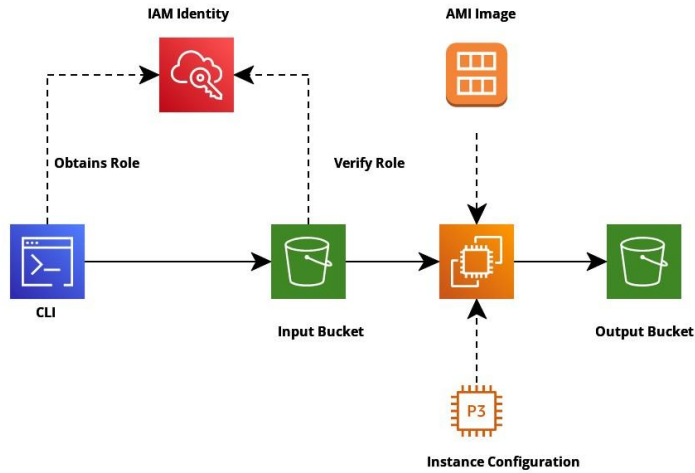 IAM Identity
AMI Image
Obtains Role
Verify Role
CLI
Input Bucket
Output Bucket
P3
Instance Configuration